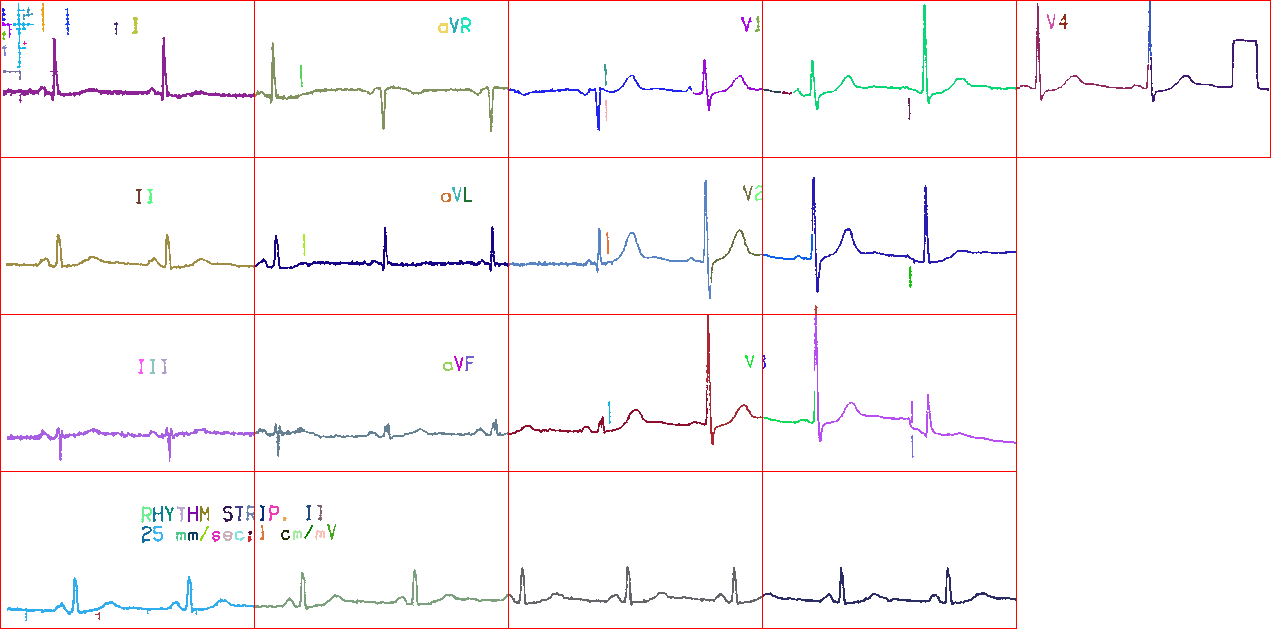 I aVR V1 V4
II aVL V2
III aVF V3
RHYTHM STRIP. II
25 mm/sec;1 cm/mV